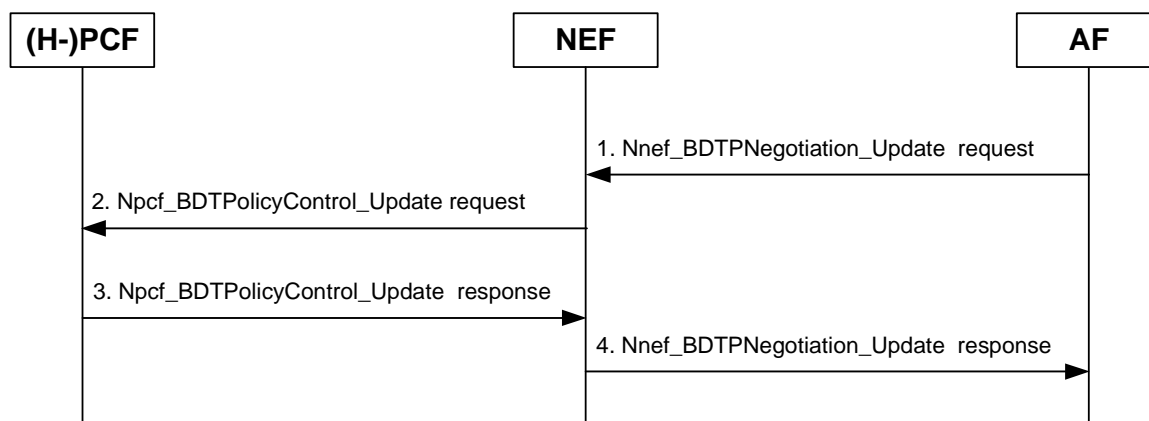 (H-)PCF
NEF
AF
1. Nnef_BDTPNegotiation_Update request
2. Npcf_BDTPolicyControl_Update request
3. Npcf_BDTPolicyControl_Update response
4. Nnef_BDTPNegotiation_Update response